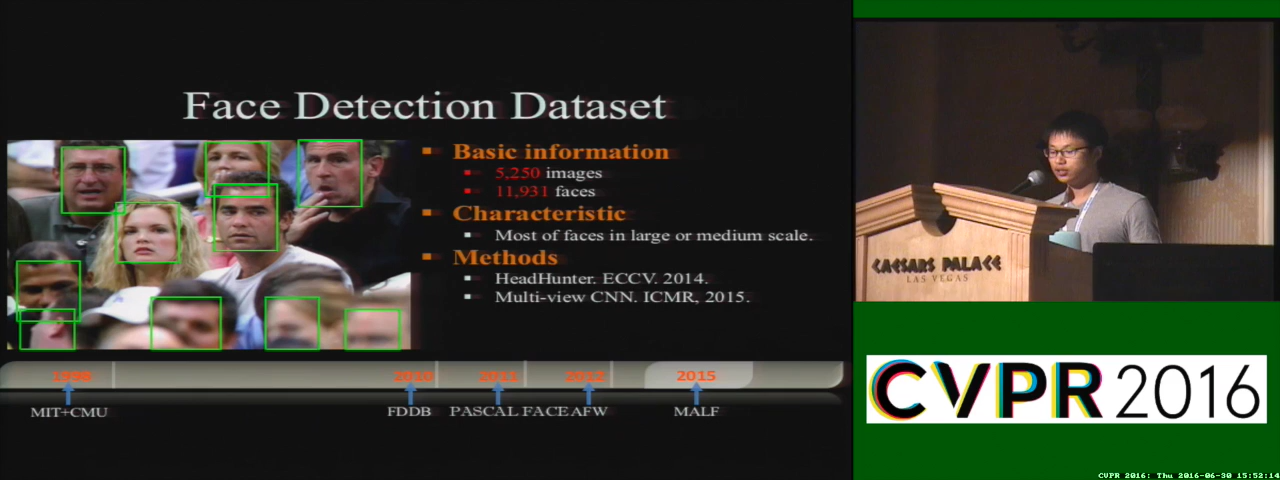 Face Detection Dataset
Basic information
5,250 images
11,931 faces
Characteristic
Most of faces in large or medium scale.
Methods
HeadHunter. ECCV. 2014.
Multi-view CNN. ICMR, 2015.
1998 2010 2011 2012 2015
MIT+CMU FDDB PASCAL FACE AFW MALF
CAESARS PALACE
LAS VEGAS
CVPR 2016
CVPR 2016: Thu 2016-06-30 15:52:14